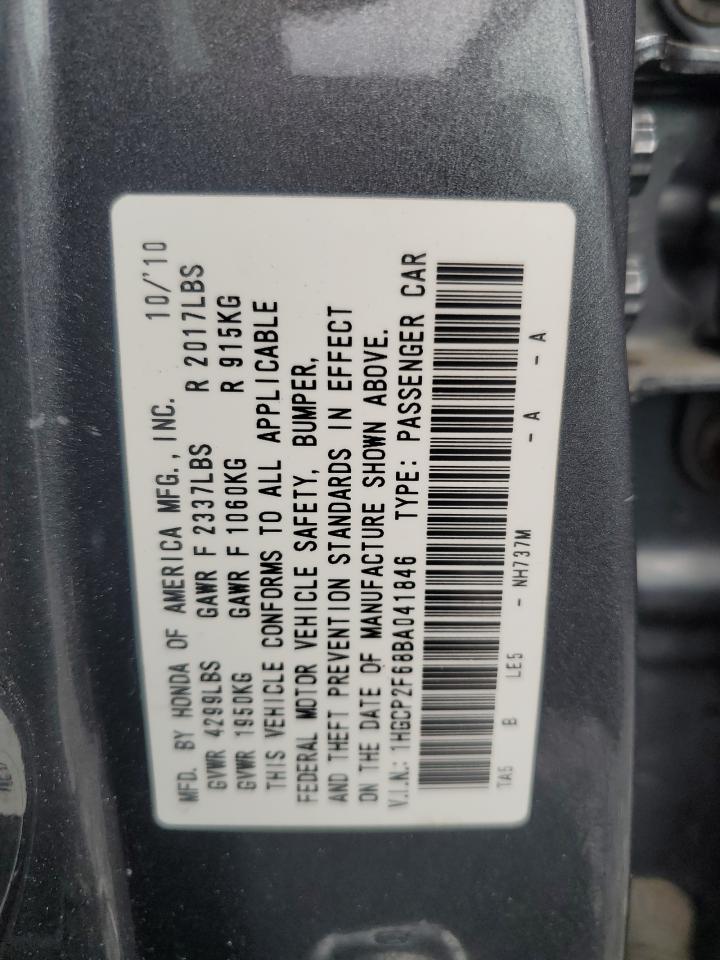 MFD. BY HONDA OF AMERICA MFG., INC. 10/'10
GVWR 4299LBS GAWR F 2337LBS R 2017LBS
GVWR 1950KG GAWR F 1060KG R 915KG
THIS VEHICLE CONFORMS TO ALL APPLICABLE
FEDERAL MOTOR VEHICLE SAFETY, BUMPER,
AND THEFT PREVENTION STANDARDS IN EFFECT
ON THE DATE OF MANUFACTURE SHOWN ABOVE.
V.I.N.: 1HGCP2F68BA041846 TYPE: PASSENGER CAR
TA5 B LE5 - NH737M - A - A